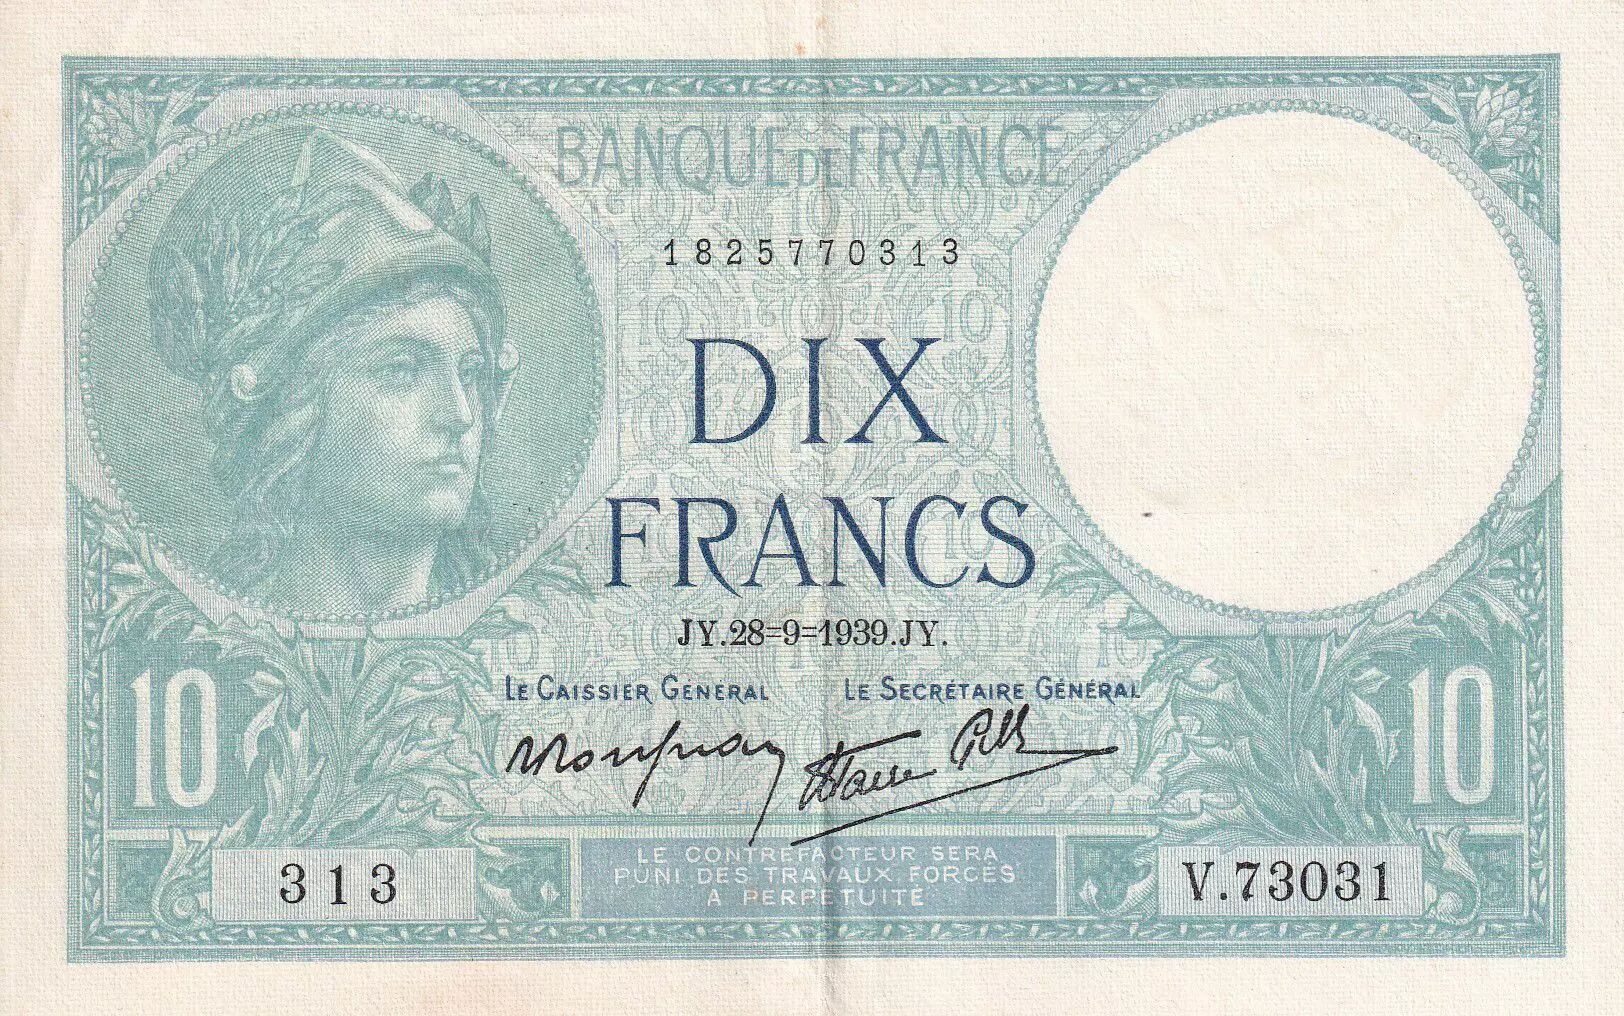 BANQUE DE FRANCE
1825770313
DIX
FRANCS
JY.28=9=1939.JY.
LE CAISSIER GÉNÉRAL
LE SECRÉTAIRE GÉNÉRAL
10
10
313
LE CONTREFACTEUR SERA
PUNI DES TRAVAUX FORCÉS
À PERPÉTUITÉ
V.73031